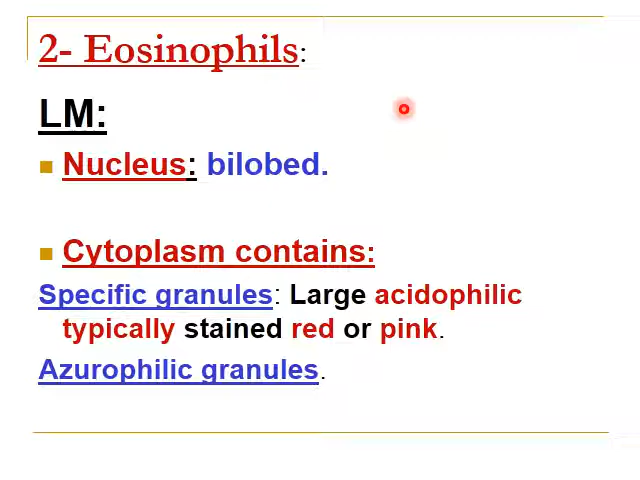 2- Eosinophils:
LM:
Nucleus: bilobed.
Cytoplasm contains:
Specific granules: Large acidophilic
typically stained red or pink.
Azurophilic granules.